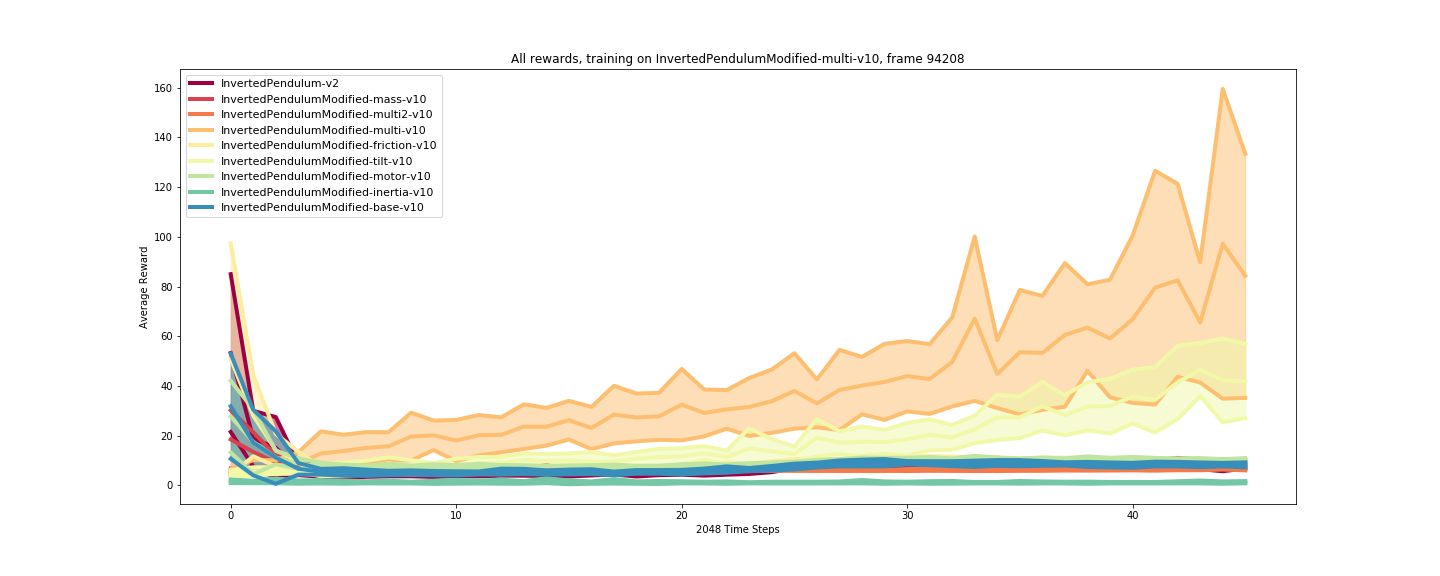 All rewards, training on InvertedPendulumModified-multi-v10, frame 94208
InvertedPendulum-v2
InvertedPendulumModified-mass-v10
InvertedPendulumModified-multi2-v10
InvertedPendulumModified-multi-v10
InvertedPendulumModified-friction-v10
InvertedPendulumModified-tilt-v10
InvertedPendulumModified-motor-v10
InvertedPendulumModified-inertia-v10
InvertedPendulumModified-base-v10
Average Reward
160
140
120
100
80
60
40
20
0
0 10 20 30 40
2048 Time Steps